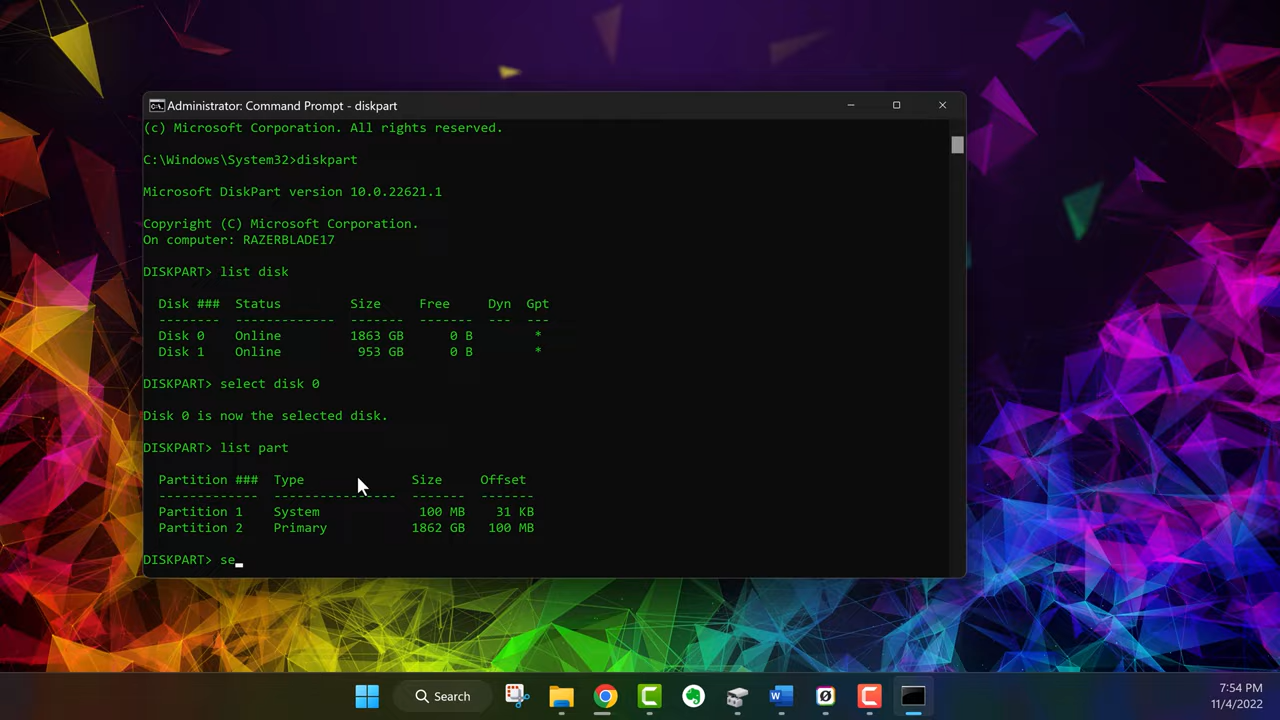 Administrator: Command Prompt - diskpart
(c) Microsoft Corporation. All rights reserved.
C:\Windows\System32>diskpart
Microsoft DiskPart version 10.0.22621.1
Copyright (C) Microsoft Corporation.
On computer: RAZERBLADE17
DISKPART> list disk
Disk ### Status Size Free Dyn Gpt
-------- ------------- ------- ------- --- ---
Disk 0 Online 1863 GB 0 B *
Disk 1 Online 953 GB 0 B *
DISKPART> select disk 0
Disk 0 is now the selected disk.
DISKPART> list part
Partition ### Type Size Offset
------------- ---------------- ------- -------
Partition 1 System 100 MB 31 KB
Partition 2 Primary 1862 GB 100 MB
DISKPART> se
Search
7:54 PM
11/4/2022